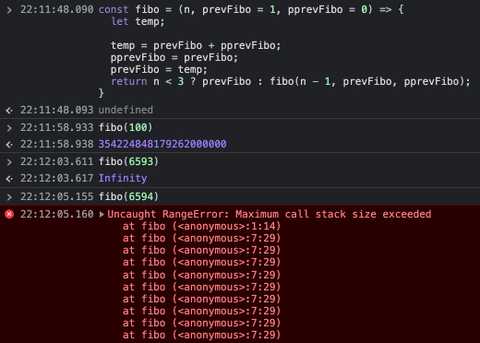 22:11:48.090 const fibo = (n, prevFibo = 1, pprevFibo = 0) => {
let temp;
temp = prevFibo + pprevFibo;
pprevFibo = prevFibo;
prevFibo = temp;
return n < 3 ? prevFibo : fibo(n - 1, prevFibo, pprevFibo);
}
22:11:48.093 undefined
22:11:58.933 fibo(100)
22:11:58.938 354224848179262000000
22:12:03.611 fibo(6593)
22:12:03.617 Infinity
22:12:05.155 fibo(6594)
22:12:05.160 Uncaught RangeError: Maximum call stack size exceeded
at fibo (<anonymous>:1:14)
at fibo (<anonymous>:7:29)
at fibo (<anonymous>:7:29)
at fibo (<anonymous>:7:29)
at fibo (<anonymous>:7:29)
at fibo (<anonymous>:7:29)
at fibo (<anonymous>:7:29)
at fibo (<anonymous>:7:29)
at fibo (<anonymous>:7:29)
at fibo (<anonymous>:7:29)